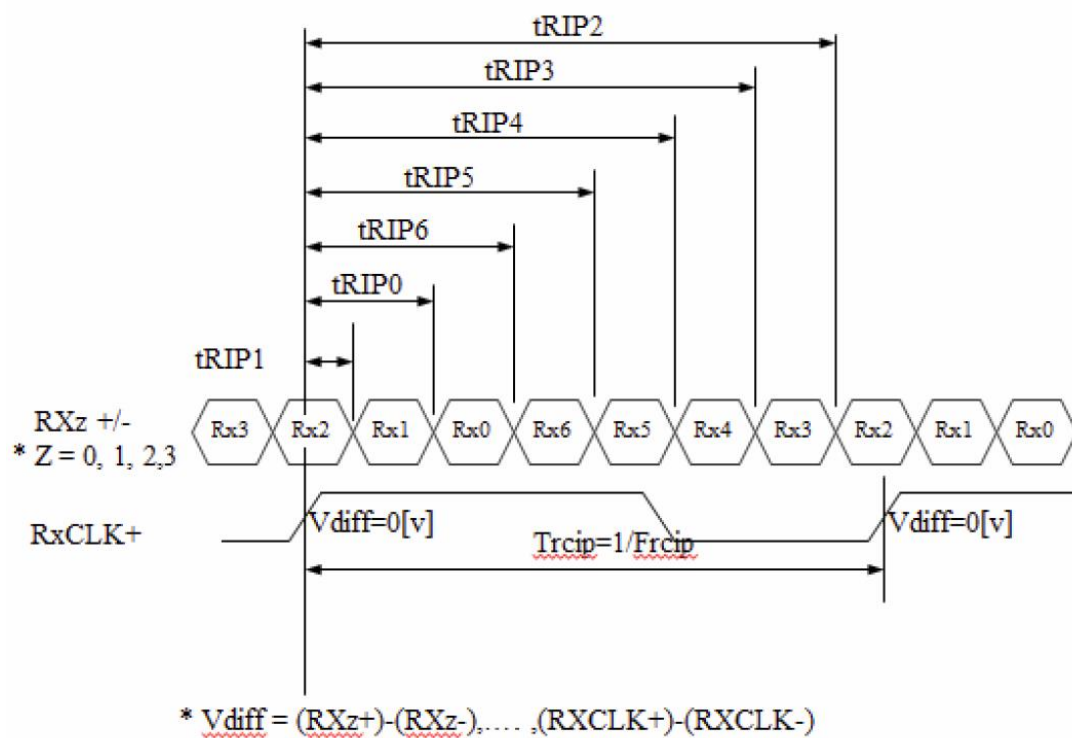 tRIP2
tRIP3
tRIP4
tRIP5
tRIP6
tRIP0
tRIP1
RXz +/-
* Z = 0, 1, 2,3
Rx3 Rx2 Rx1 Rx0 Rx6 Rx5 Rx4 Rx3 Rx2 Rx1 Rx0
RxCLK+
Vdiff=0[v] Vdiff=0[v]
Trcip=1/Frcip
* Vdiff = (RXz+)-(RXz-),.... ,(RXCLK+)-(RXCLK-)